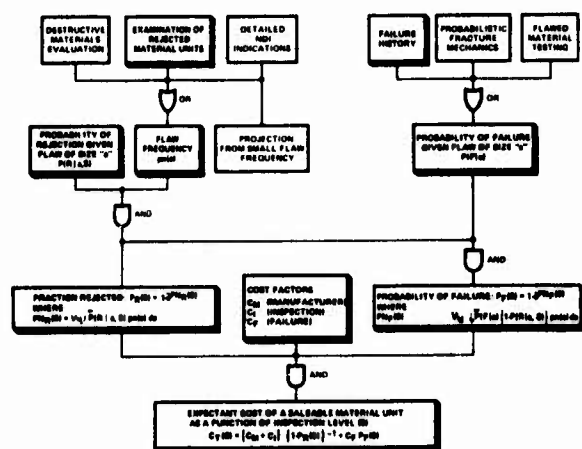 DESTRUCTIVE
MATERIALS
EVALUATION
EXAMINATION OF
REJECTED
MATERIAL UNITS
DETAILED
NDI
INDICATIONS
FAILURE
HISTORY
PROBABILISTIC
FRACTURE
MECHANICS
FLAWED
MATERIAL
TESTING
OR
OR
PROBABILITY OF
REJECTION GIVEN
FLAW OF SIZE "a"
FLAW
FREQUENCY
PROJECTION
FROM SMALL FLAW
FREQUENCY
PROBABILITY OF FAILURE
GIVEN FLAW OF SIZE "a"
P(F|a)
AND
AND
FRACTION REJECTED:
WHERE
COST FACTORS
(MANUFACTURER)
(INSPECTION)
(FAILURE)
PROBABILITY OF FAILURE:
WHERE
AND
EXPECTANT COST OF A SALEABLE MATERIAL UNIT
AS A FUNCTION OF INSPECTION LEVEL